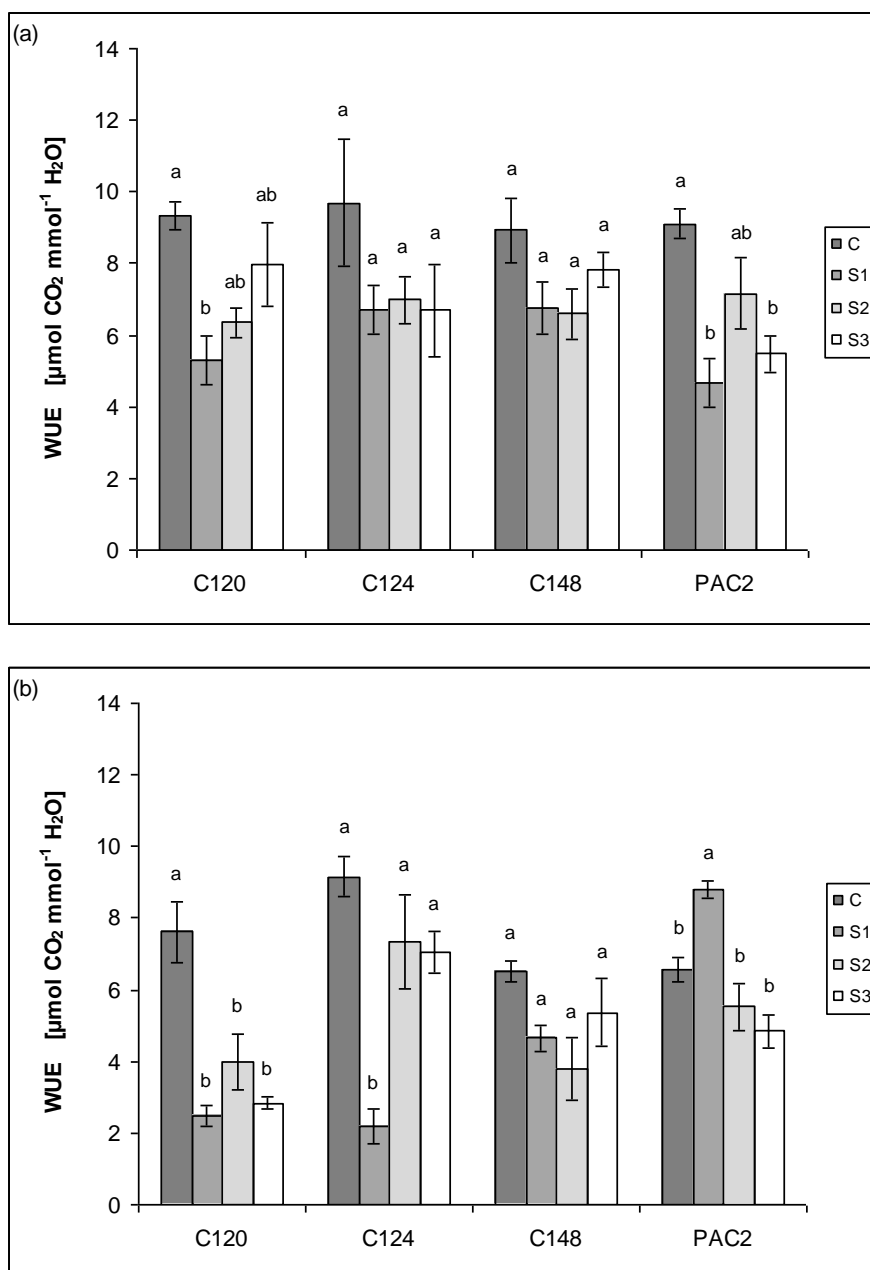 (a)
14
12
10
8
6
4
2
0
WUE [µmol CO₂ mmol⁻¹ H₂O]
a
b
ab
ab
a
a
a
a
a
a
a
a
a
b
ab
b
C120 C124 C148 PAC2
C
S1
S2
S3
(b)
14
12
10
8
6
4
2
0
WUE [µmol CO₂ mmol⁻¹ H₂O]
a
b
b
b
a
b
a
a
a
a
a
a
b
a
b
b
C120 C124 C148 PAC2
C
S1
S2
S3